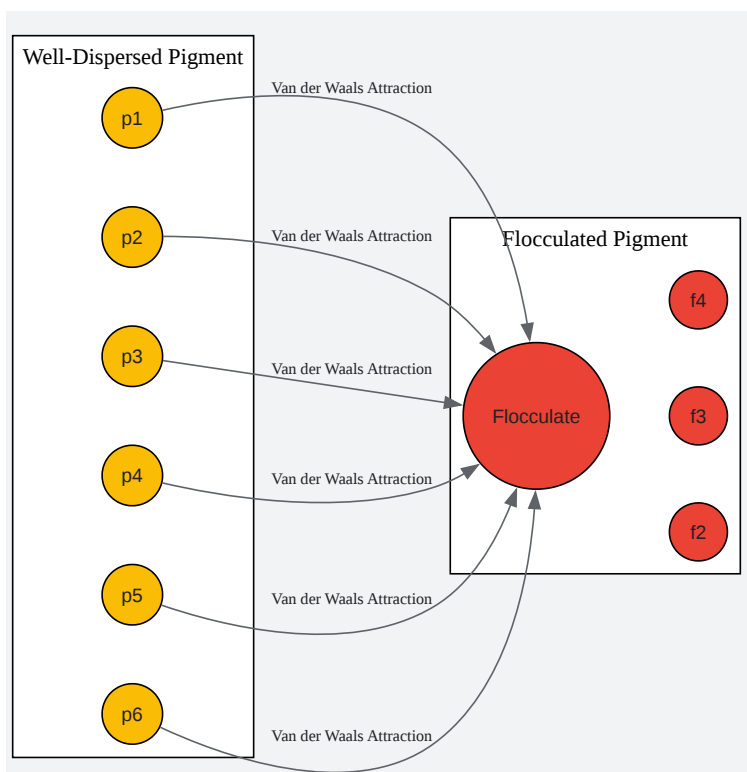 Well-Dispersed Pigment
p1
p2
p3
p4
p5
p6
Van der Waals Attraction
Van der Waals Attraction
Van der Waals Attraction
Van der Waals Attraction
Van der Waals Attraction
Van der Waals Attraction
Flocculated Pigment
Flocculate
f4
f3
f2